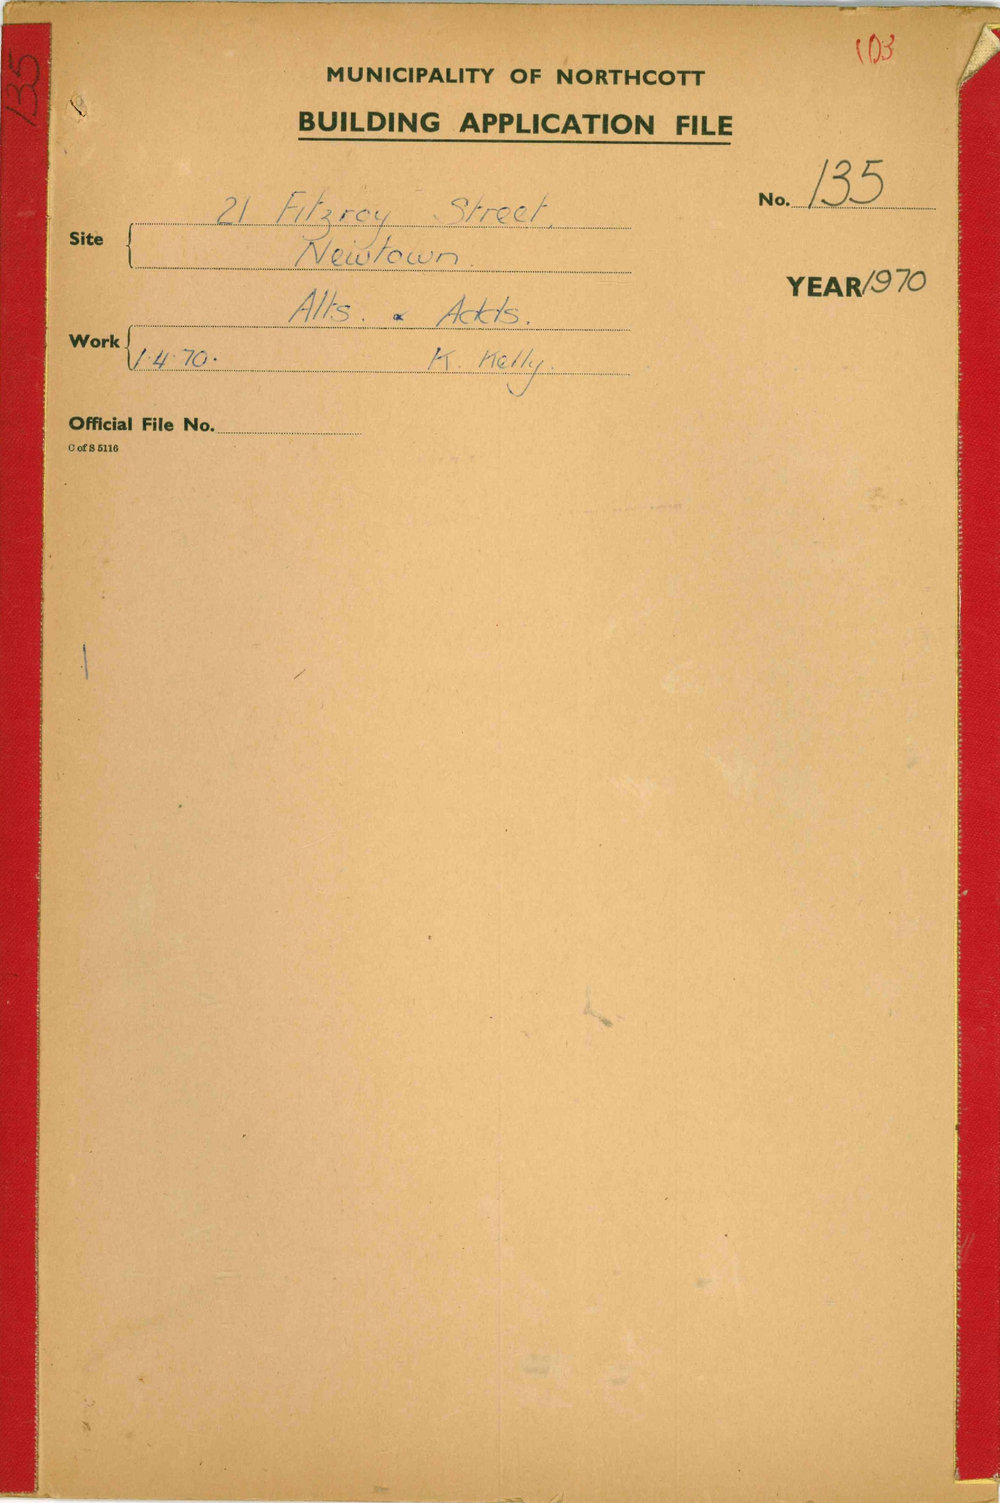 135
103
MUNICIPALITY OF NORTHCOTT
BUILDING APPLICATION FILE
No. 135
Site
21 Fitzroy Street,
Newtown.
YEAR 1970
Work
Alts. & Adds.
1.4.70. K. Kelly.
Official File No.
C of S 5116